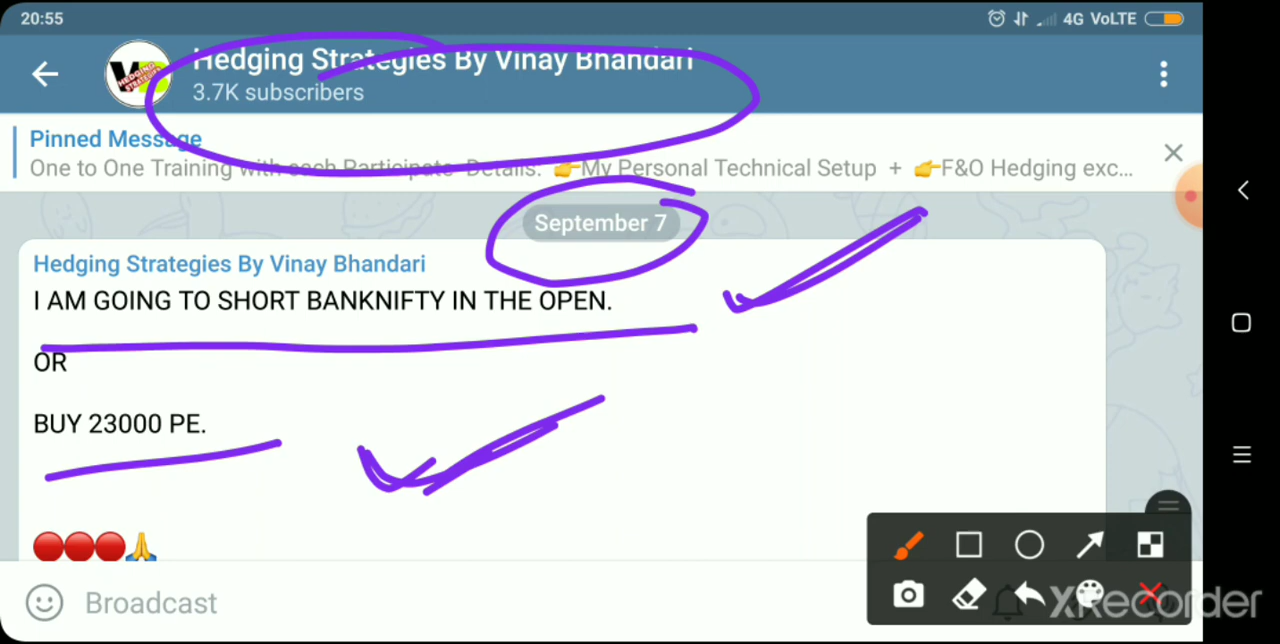 20:55
4G VoLTE
Hedging Strategies By Vinay Bhandari
3.7K subscribers
Pinned Message
One to One Training with each Participate Details: 👉My Personal Technical Setup + 👉F&O Hedging exc...
September 7
Hedging Strategies By Vinay Bhandari
I AM GOING TO SHORT BANKNIFTY IN THE OPEN.
OR
BUY 23000 PE.
🔴🔴🔴🙏
Broadcast
XRecorder